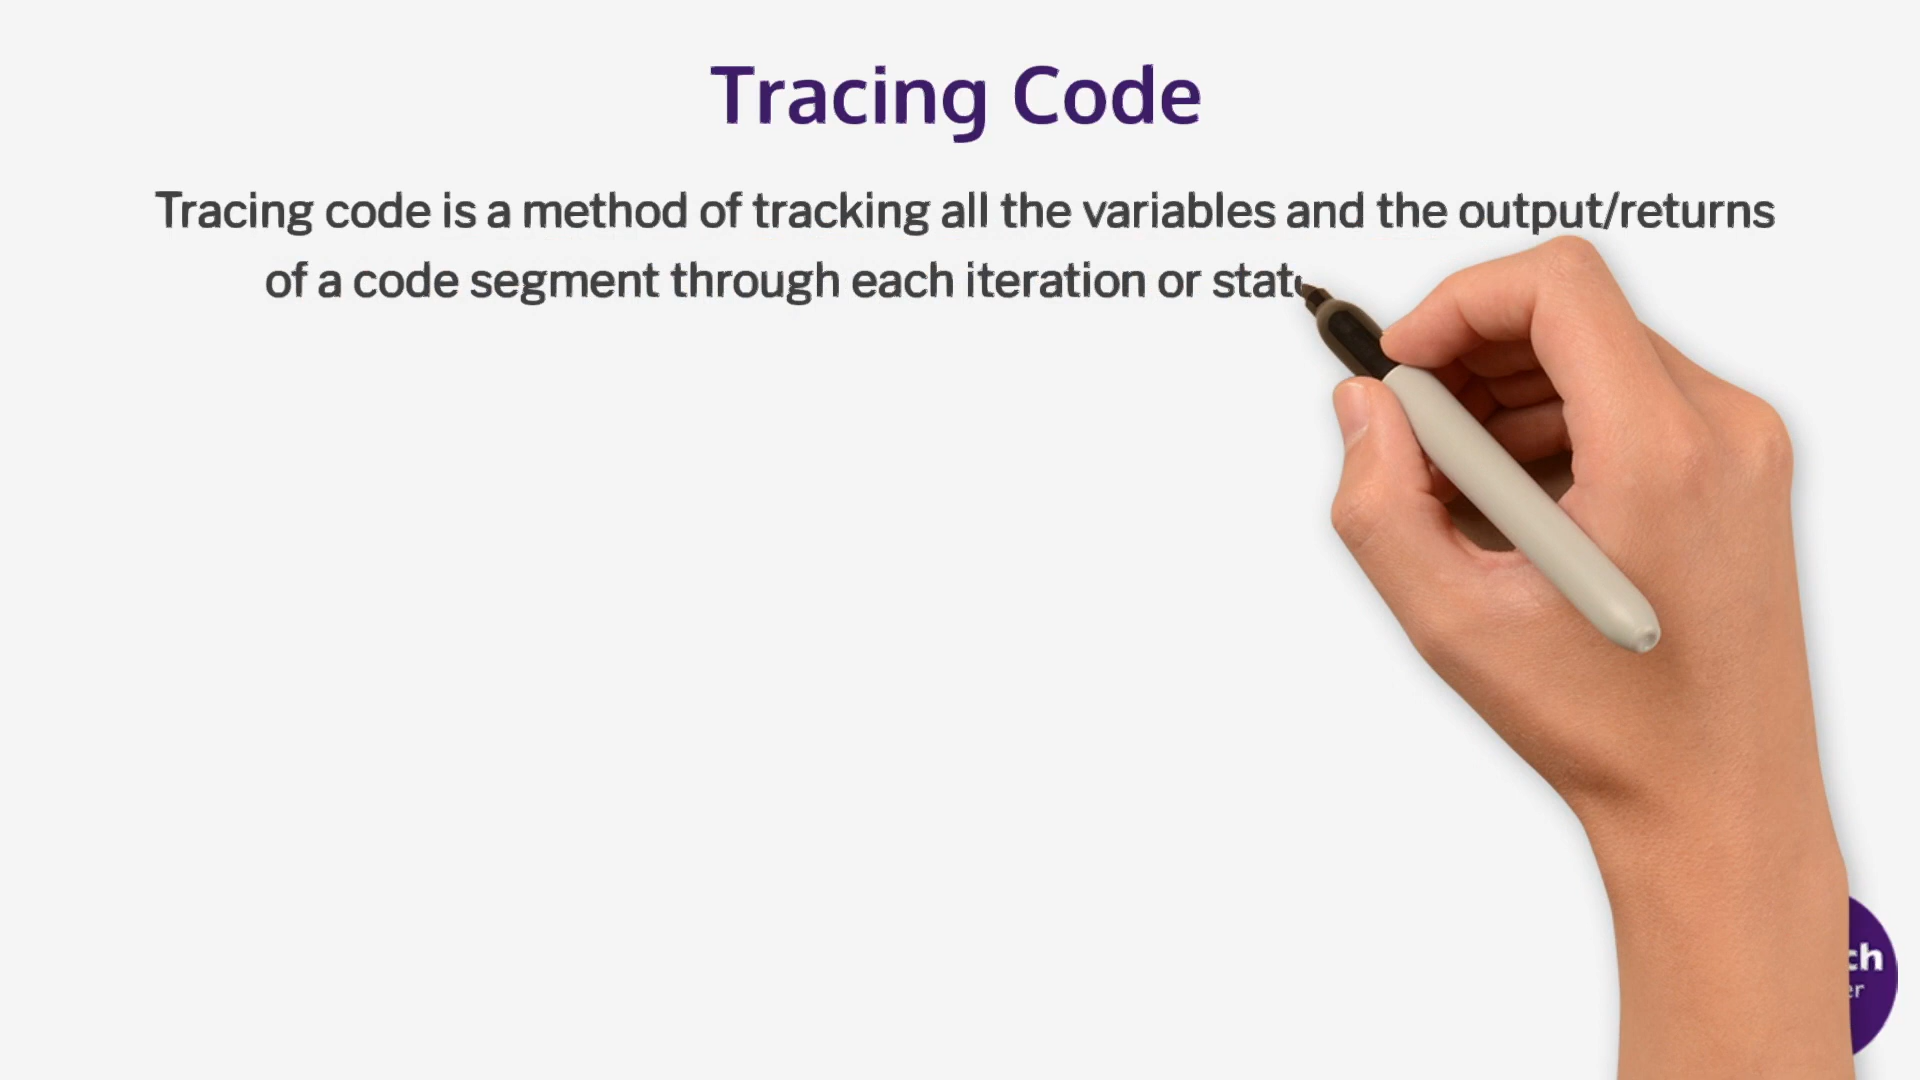 Tracing Code
Tracing code is a method of tracking all the variables and the output/returns
of a code segment through each iteration or